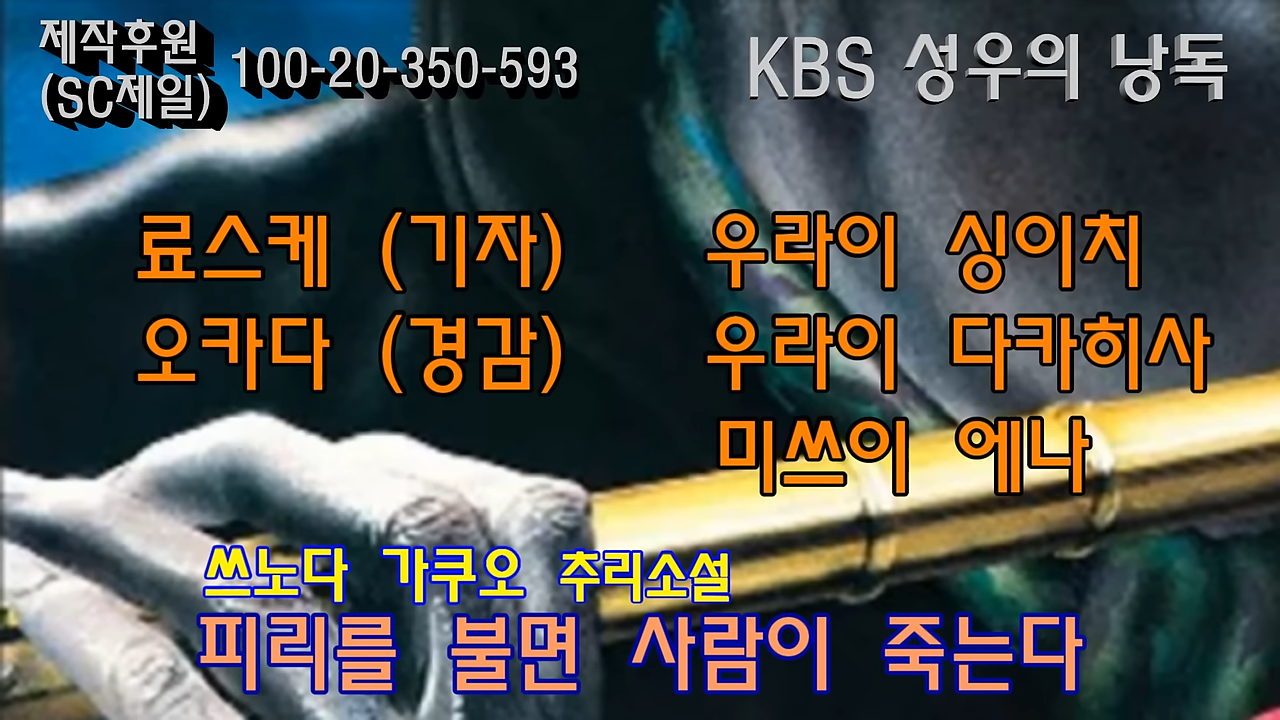 제작후원
(SC제일) 100-20-350-593
KBS 성우의 낭독
료스케 (기자) 우라이 싱이치
오카다 (경감) 우라이 다카히사
미쓰이 에나
쓰노다 가쿠오 추리소설
피리를 불면 사람이 죽는다